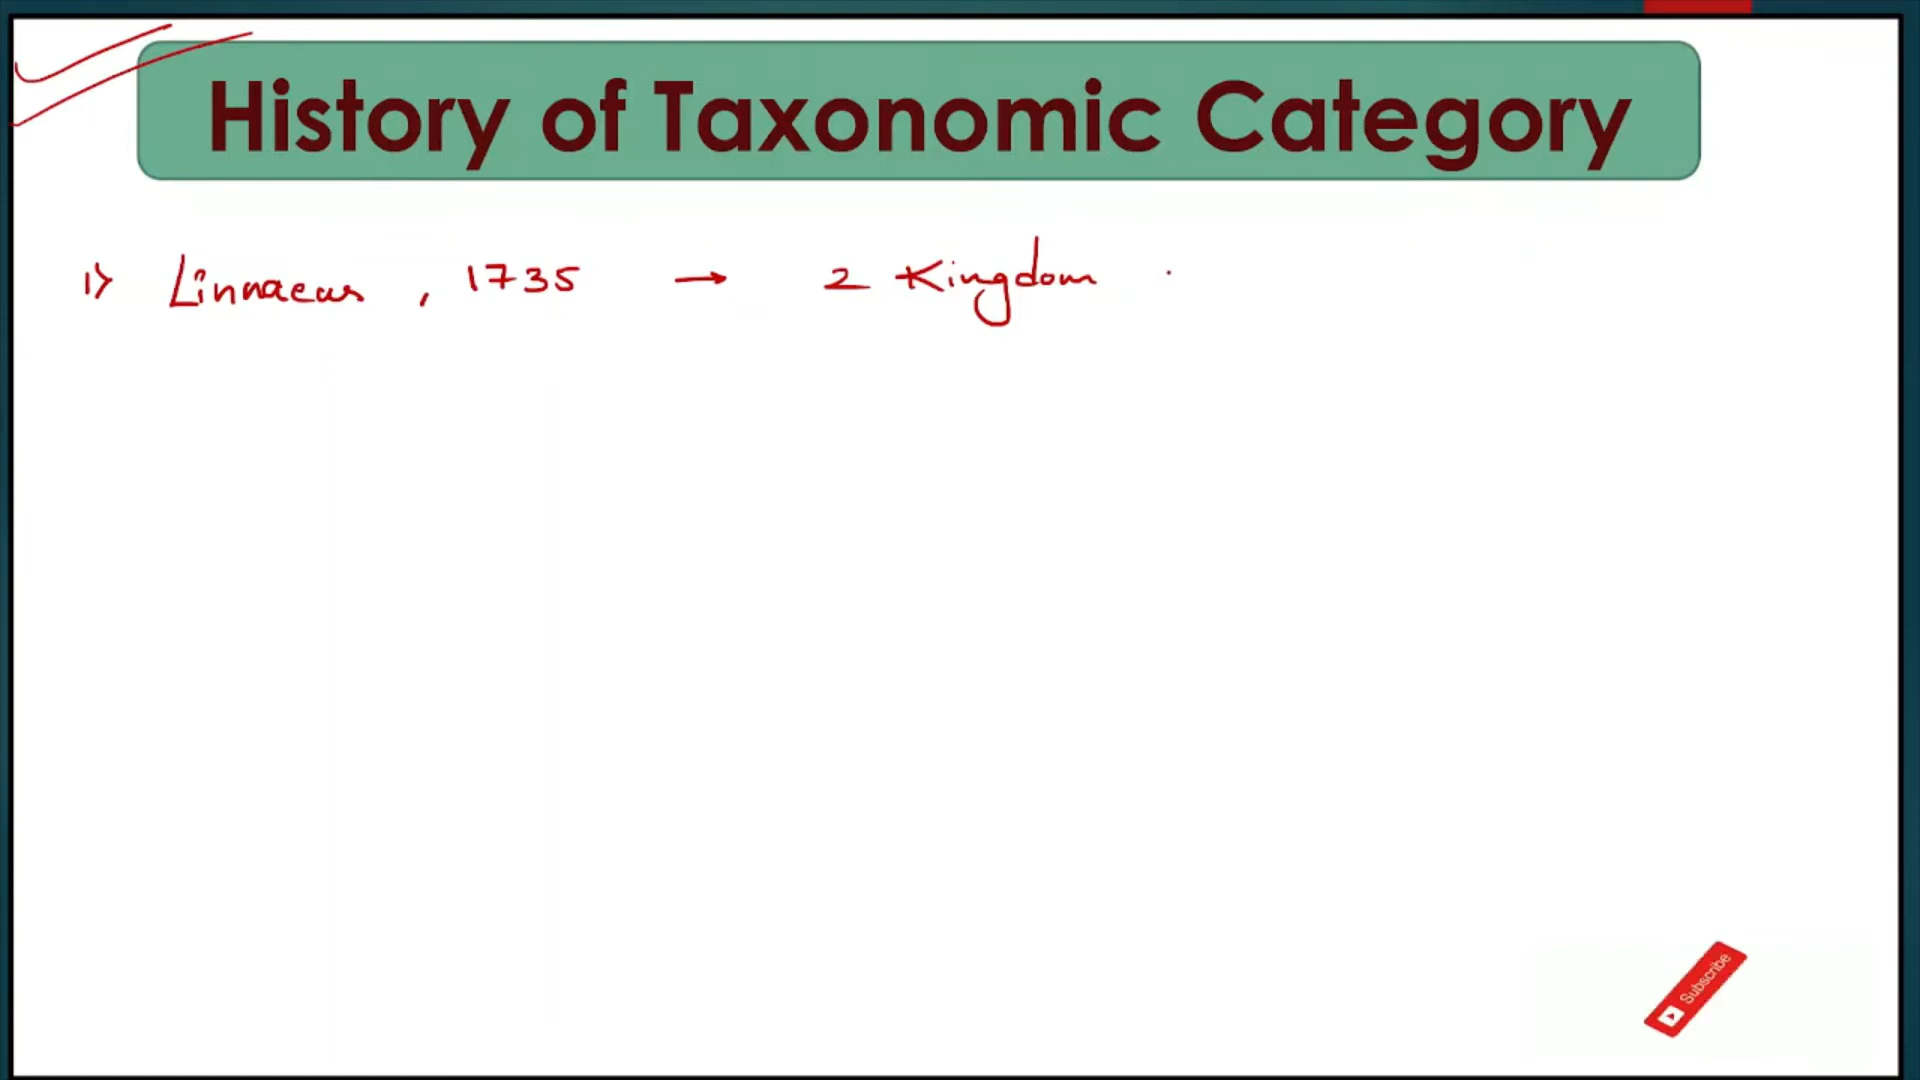 History of Taxonomic Category
1) Linnaeus , 1735 → 2 Kingdom
Subscribe